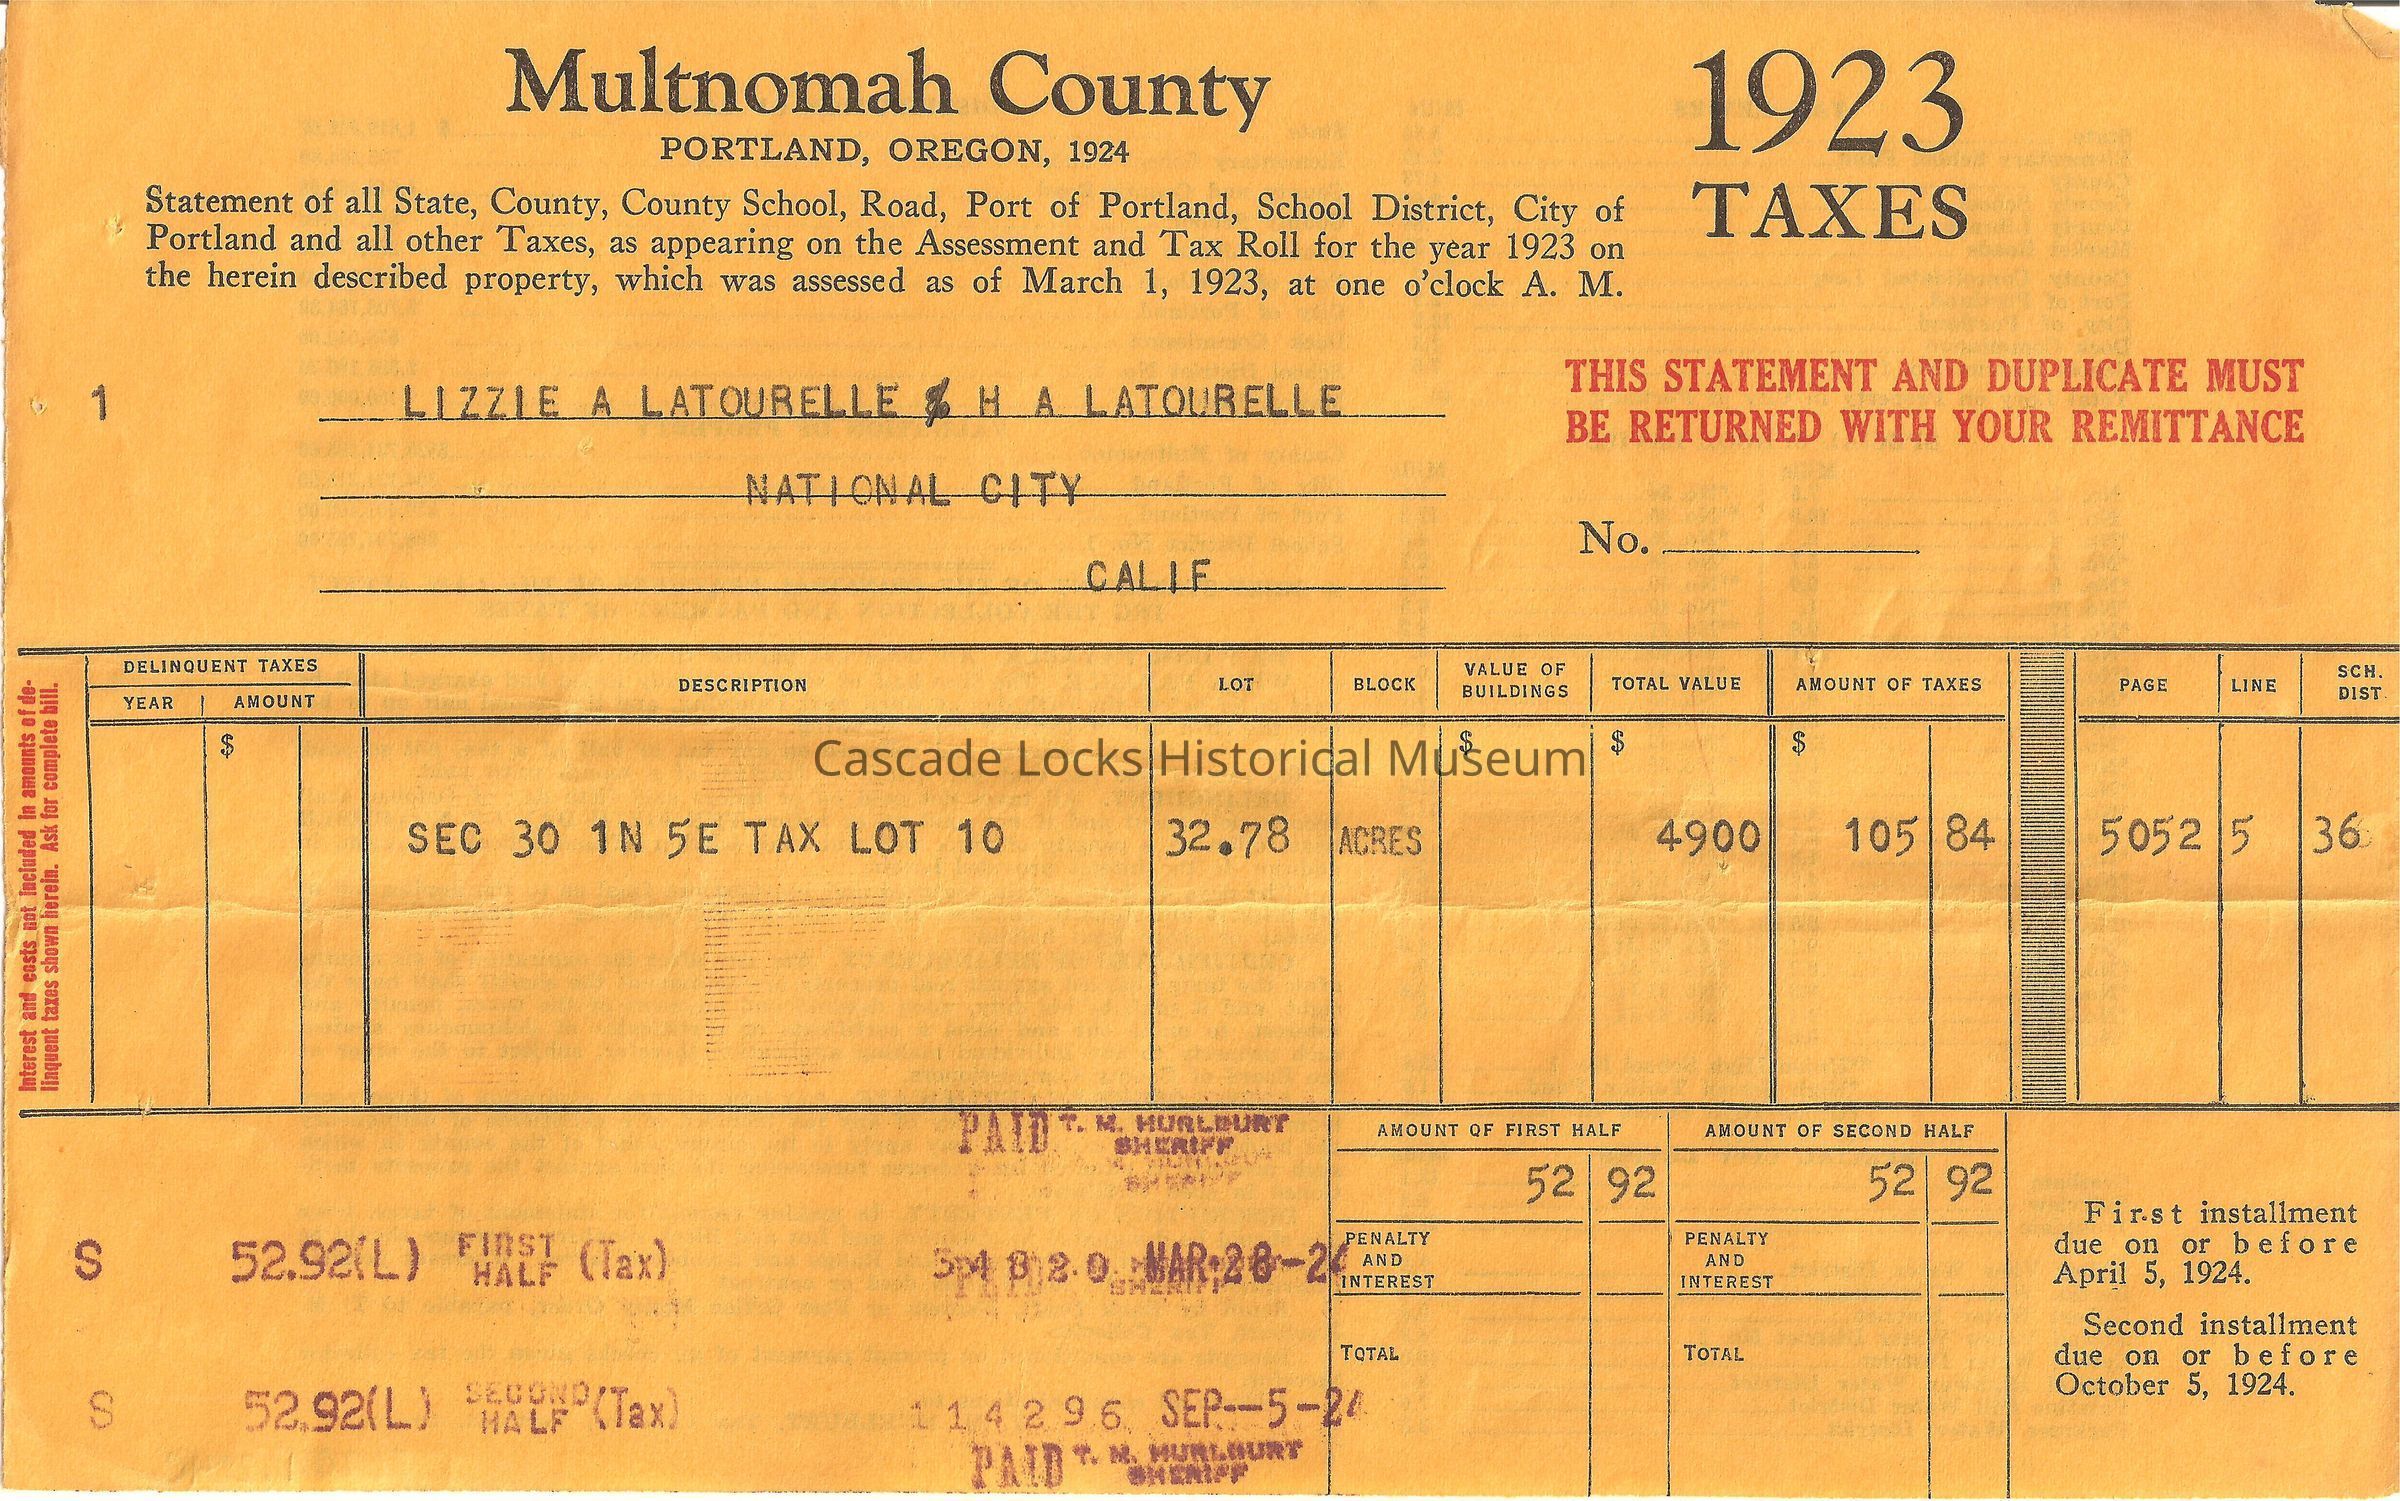 Multnomah County
PORTLAND, OREGON, 1924
1923
TAXES
Statement of all State, County, County School, Road, Port of Portland, School District, City of
Portland and all other Taxes, as appearing on the Assessment and Tax Roll for the year 1923 on
the herein described property, which was assessed as of March 1, 1923, at one o'clock A. M.
THIS STATEMENT AND DUPLICATE MUST
BE RETURNED WITH YOUR REMITTANCE
1 LIZZIE A LATOURELLE % H A LATOURELLE
NATIONAL CITY
CALIF
No.
Interest and costs not included in amounts of de-
linquent taxes shown herein. Ask for complete bill.
DELINQUENT TAXES
YEAR AMOUNT
DESCRIPTION LOT BLOCK VALUE OF BUILDINGS TOTAL VALUE AMOUNT OF TAXES PAGE LINE SCH. DIST.
$ $ $ $
Cascade Locks Historical Museum
SEC 30 1N 5E TAX LOT 10 32.78 ACRES 4900 105 84 5052 5 36
PAID T. M. HURLBURT
SHERIFF
AMOUNT OF FIRST HALF AMOUNT OF SECOND HALF
52 92 52 92
PENALTY AND INTEREST PENALTY AND INTEREST
TOTAL TOTAL
First installment
due on or before
April 5, 1924.
Second installment
due on or before
October 5, 1924.
S 52.92(L) FIRST HALF (Tax) MAR 28-24
S 52.92(L) SECOND HALF (Tax) 114296 SEP--5-24
PAID T. M. HURLBURT
SHERIFF